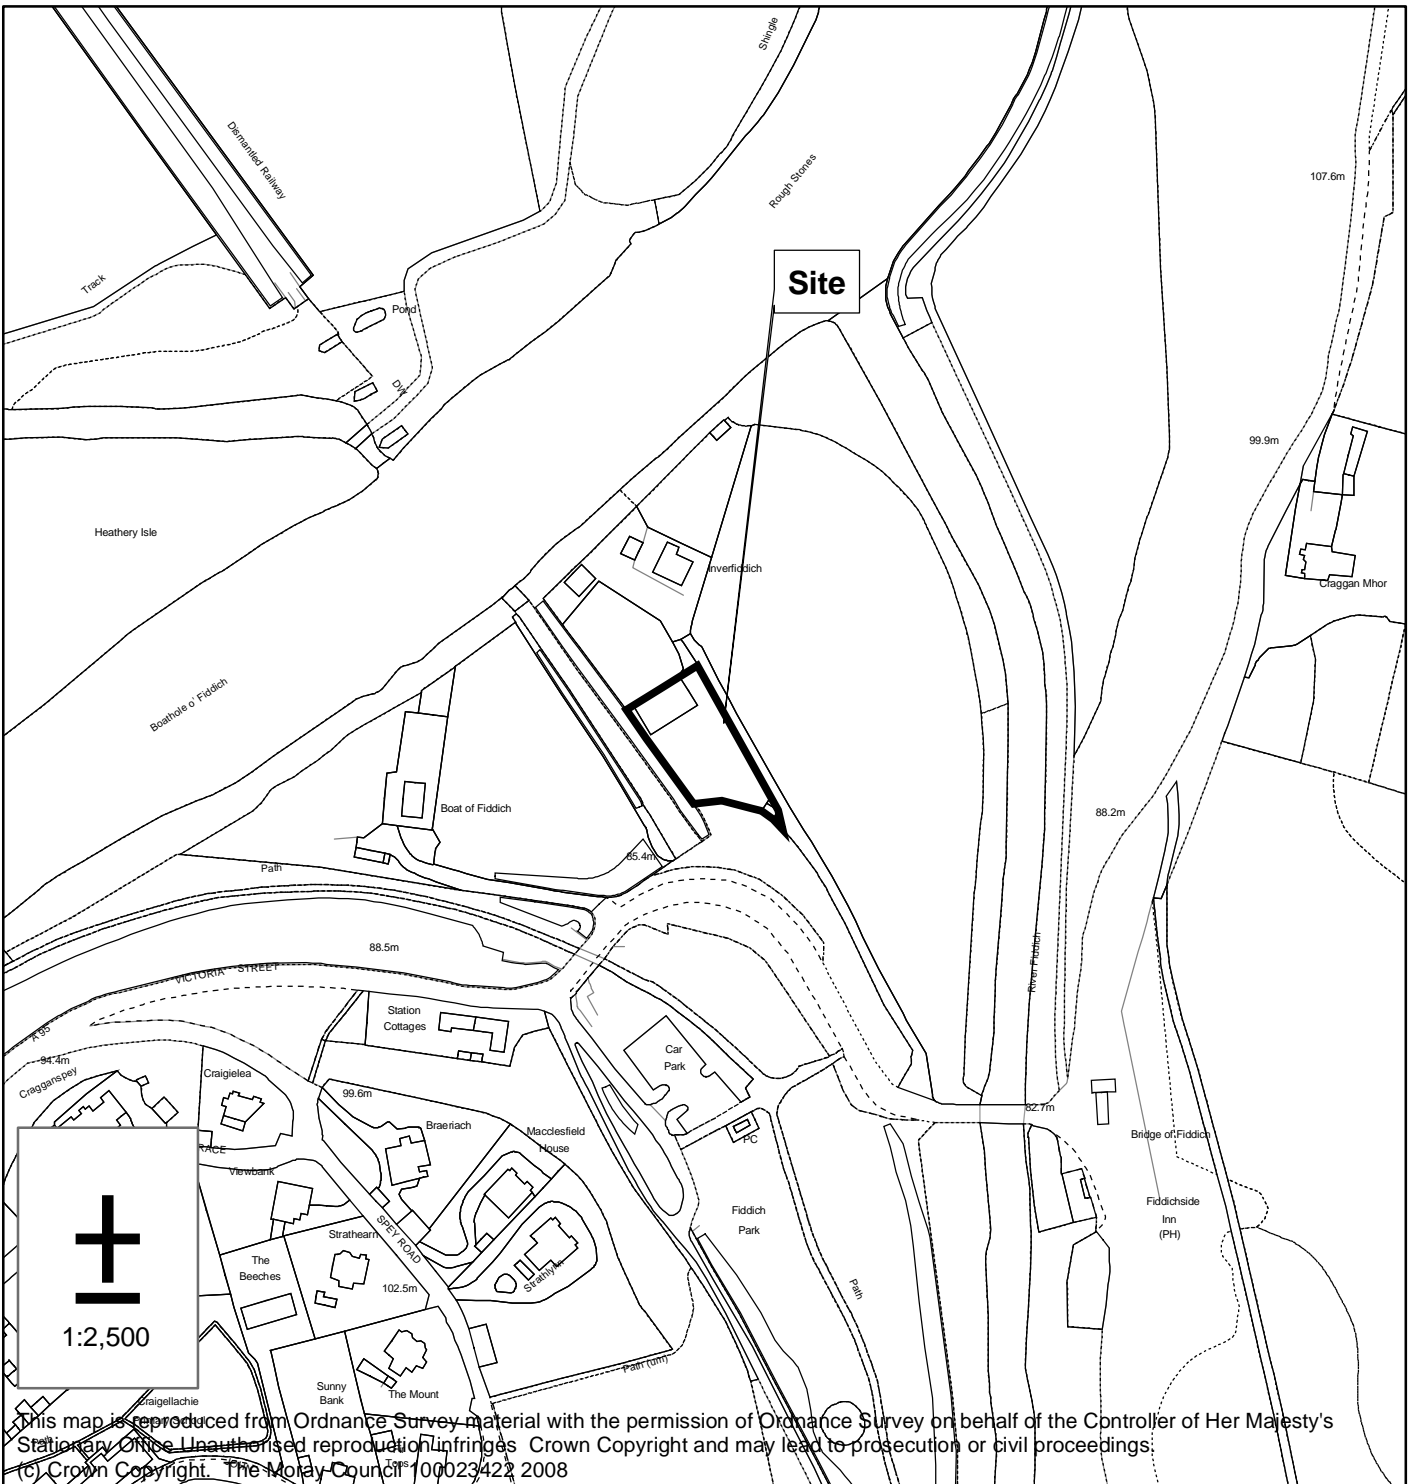 Shingle
Dismantled Railway
Rough Stones
107.6m
Site
Track
Pond
DW
99.9m
Heathery Isle
Inverfiddich
Craggan Mhor
Boathole o' Fiddich
Boat of Fiddich
88.2m
85.4m
Path
88.5m
River Fiddich
VICTORIA STREET
A 95
Station
Cottages
94.4m
Cragganspey
Craigielea
Car
Park
99.6m
82.7m
Braeriach
Macclesfield
House
PC
Bridge of Fiddich
RACE
Viewbank
Fiddich
Park
Fiddichside
Inn
(PH)
SPEY ROAD
Strathearn
The
Beeches
Strathlynn
102.5m
Path
1:2,500
Path (um)
Sunny
Bank
The Mount
Craigellachie
Primary School
This map is reproduced from Ordnance Survey material with the permission of Ordnance Survey on behalf of the Controller of Her Majesty's
Stationary Office Unauthorised reproduction infringes Crown Copyright and may lead to prosecution or civil proceedings.
(c) Crown Copyright. The Moray Council 100023422 2008
Path
Tops